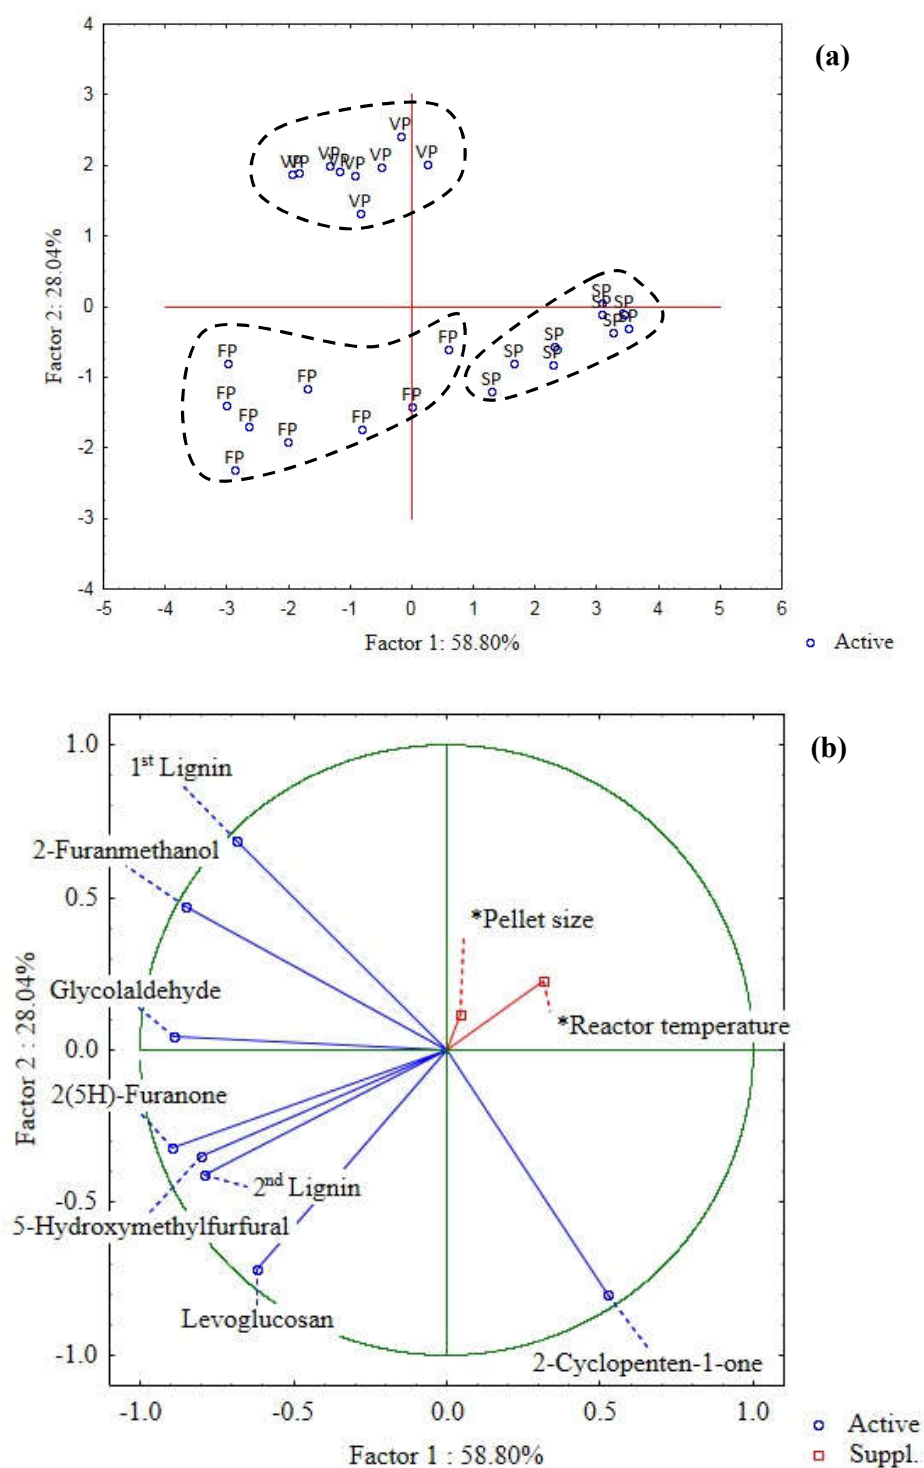 (a)
4
3
2
1
0
-1
-2
-3
-4
Factor 2: 28.04%
VP
VP VP VP VP VP VP VP
VP
SP
SP SP
SP SP
FP SP
FP SP SP
FP SP
FP FP
FP FP FP
FP
-5 -4 -3 -2 -1 0 1 2 3 4 5 6
Factor 1: 58.80%
Active
(b)
1.0
1st Lignin
2-Furanmethanol
0.5
*Pellet size
Glycolaldehyde
*Reactor temperature
0.0
2(5H)-Furanone
2nd Lignin
-0.5
5-Hydroxymethylfurfural
Levoglucosan
2-Cyclopenten-1-one
-1.0
Factor 2 : 28.04%
-1.0 -0.5 0.0 0.5 1.0
Factor 1 : 58.80%
Active
Suppl.